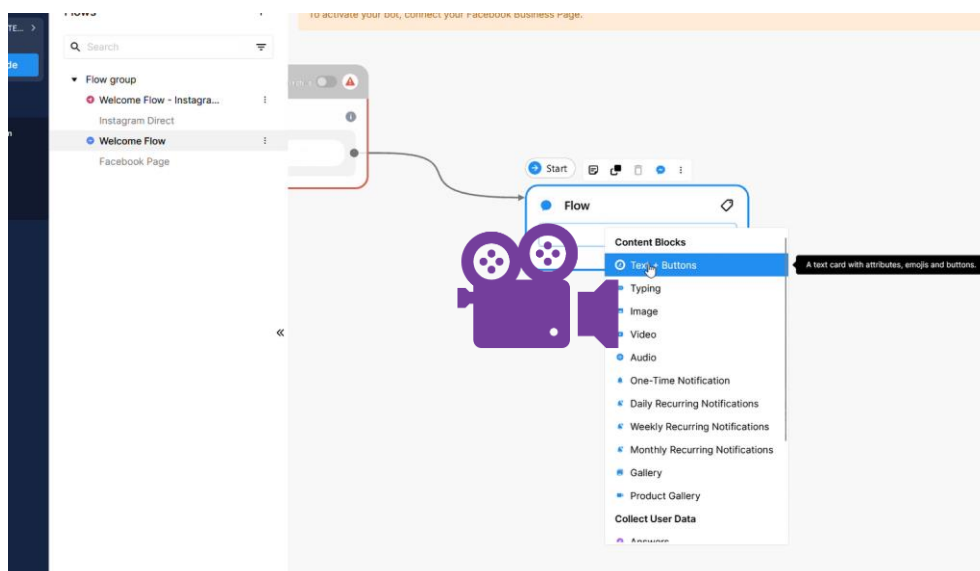 Flows
To activate your bot, connect your Facebook Business Page.
Search
Flow group
Welcome Flow - Instagra...
Instagram Direct
Welcome Flow
Facebook Page
Start
Flow
Content Blocks
Text + Buttons
A text card with attributes, emojis and buttons.
Typing
Image
Video
Audio
One-Time Notification
Daily Recurring Notifications
Weekly Recurring Notifications
Monthly Recurring Notifications
Gallery
Product Gallery
Collect User Data
Answers